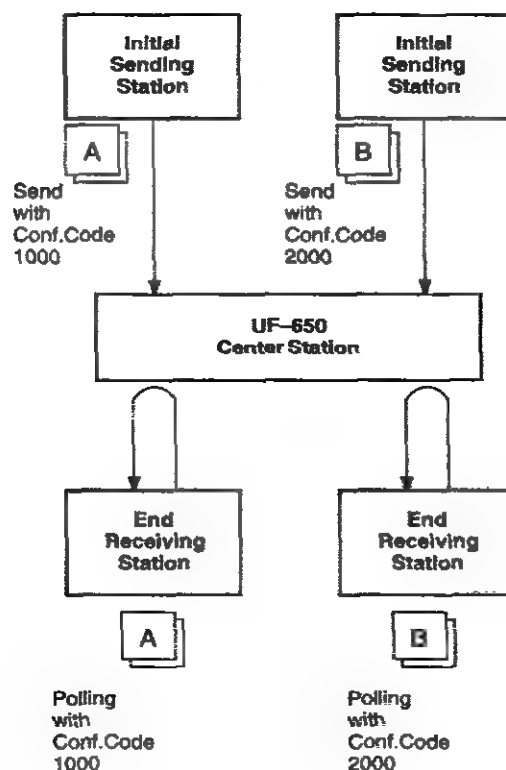 Initial
Sending
Station
Initial
Sending
Station
A
B
Send
with
Conf.Code
1000
Send
with
Conf.Code
2000
UF–650
Center Station
End
Receiving
Station
End
Receiving
Station
A
B
Polling
with
Conf.Code
1000
Polling
with
Conf.Code
2000